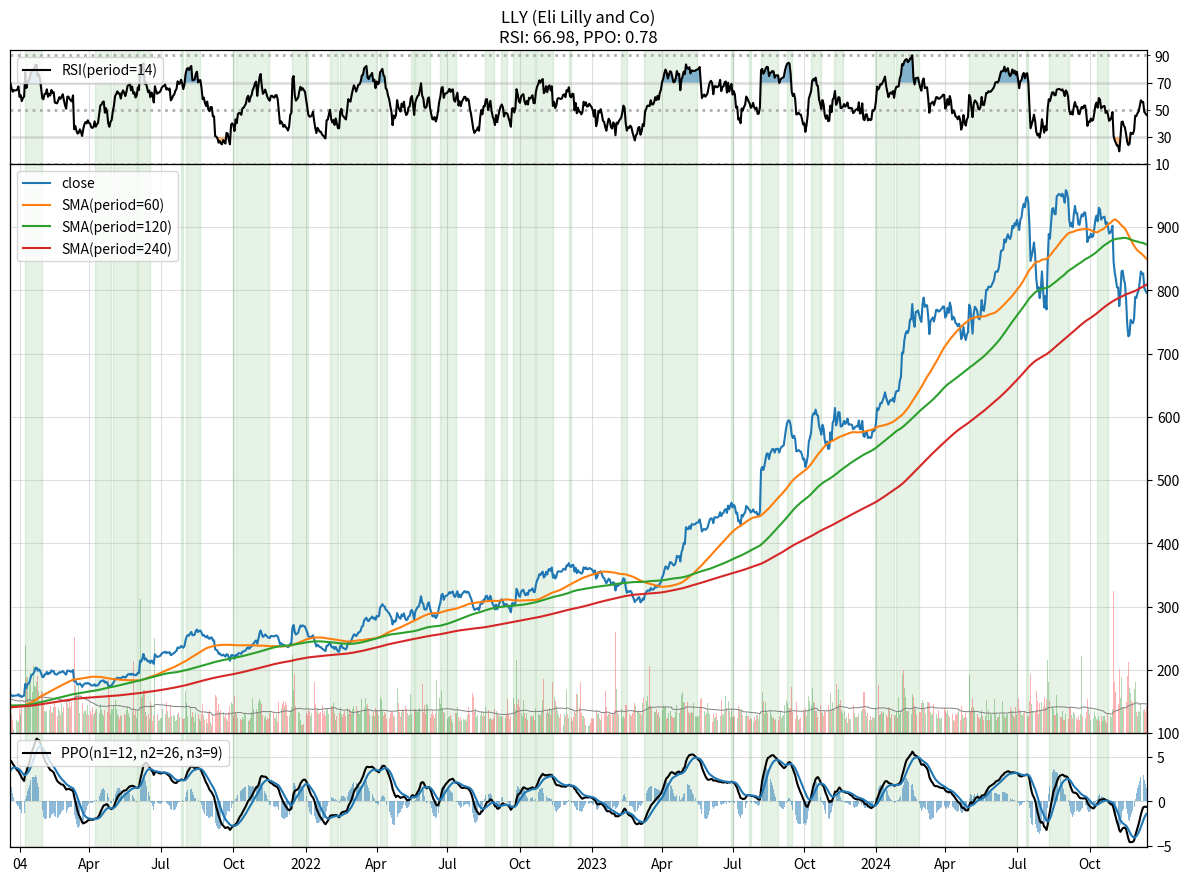 LLY (Eli Lilly and Co)
RSI: 66.98, PPO: 0.78
RSI(period=14)
90
70
50
30
10
close
SMA(period=60)
SMA(period=120)
SMA(period=240)
900
800
700
600
500
400
300
200
100
PPO(n1=12, n2=26, n3=9)
5
0
−5
04 Apr Jul Oct 2022 Apr Jul Oct 2023 Apr Jul Oct 2024 Apr Jul Oct